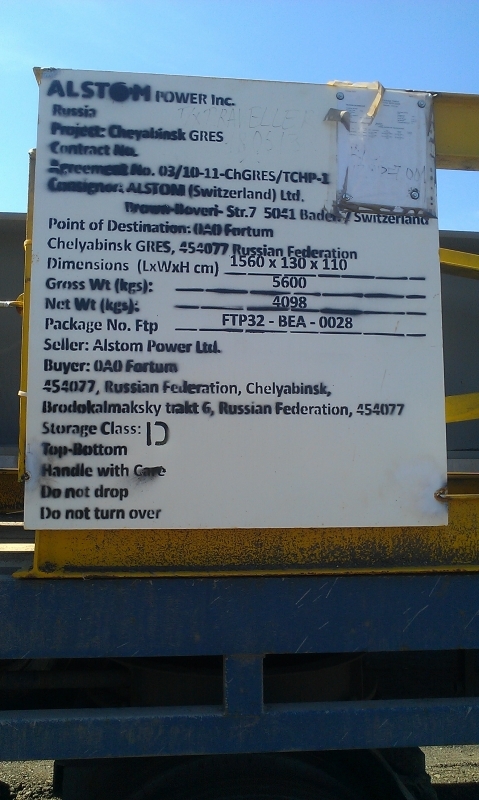 ALSTOM POWER Inc.
Russia
Project: Cheyabinsk GRES
Contract No.
Agreement No. 03/10-11-ChGRES/TCHP-1
Consignor: ALSTOM (Switzerland) Ltd.
Brown-Boveri- Str.7 5041 Baden / Switzerland
Point of Destination: OAO Fortum
Chelyabinsk GRES, 454077 Russian Federation
Dimensions (LxWxH cm) 1560 x 130 x 110
Gross Wt (kgs): 5600
Net Wt (kgs): 4098
Package No. Ftp FTP32 - BEA - 0028
Seller: Alstom Power Ltd.
Buyer: OAO Fortum
454077, Russian Federation, Chelyabinsk,
Brodokalmaksky trakt 6, Russian Federation, 454077
Storage Class: D
Top-Bottom
Handle with Care
Do not drop
Do not turn over